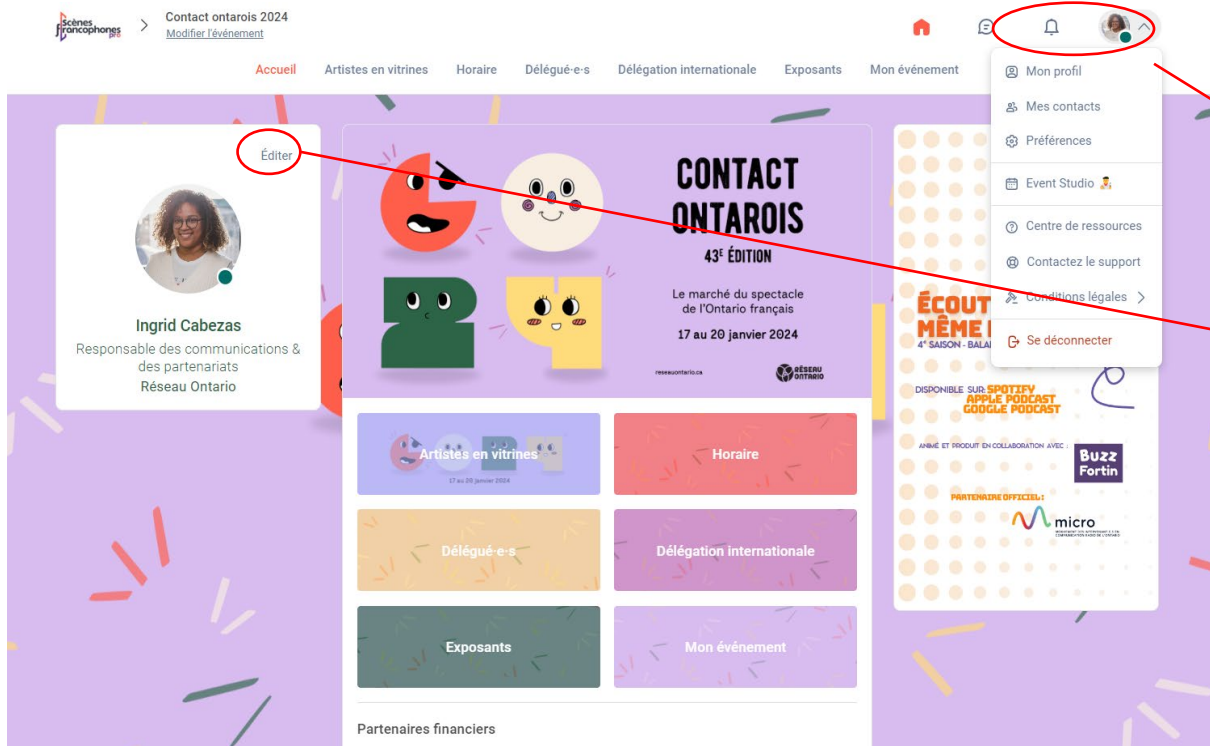 scènes
francophones
pro
Contact ontarois 2024
Modifier l'événement
Accueil
Artistes en vitrines
Horaire
Délégué·e·s
Délégation internationale
Exposants
Mon événement
Mon profil
Mes contacts
Préférences
Event Studio
Centre de ressources
Contactez le support
Conditions légales
Se déconnecter
Éditer
Ingrid Cabezas
Responsable des communications &
des partenariats
Réseau Ontario
CONTACT
ONTAROIS
43E ÉDITION
Le marché du spectacle
de l'Ontario français
17 au 20 janvier 2024
reseauontario.ca
RÉSEAU
ONTARIO
ÉCOUT
MÊME
4e SAISON - BALA
DISPONIBLE SUR: SPOTIFY
APPLE PODCAST
GOOGLE PODCAST
ANIMÉ ET PRODUIT EN COLLABORATION AVEC :
Buzz
Fortin
PARTENAIRE OFFICIEL :
micro
Artistes en vitrines
17 au 20 janvier 2024
Horaire
Délégué·e·s
Délégation internationale
Exposants
Mon événement
Partenaires financiers